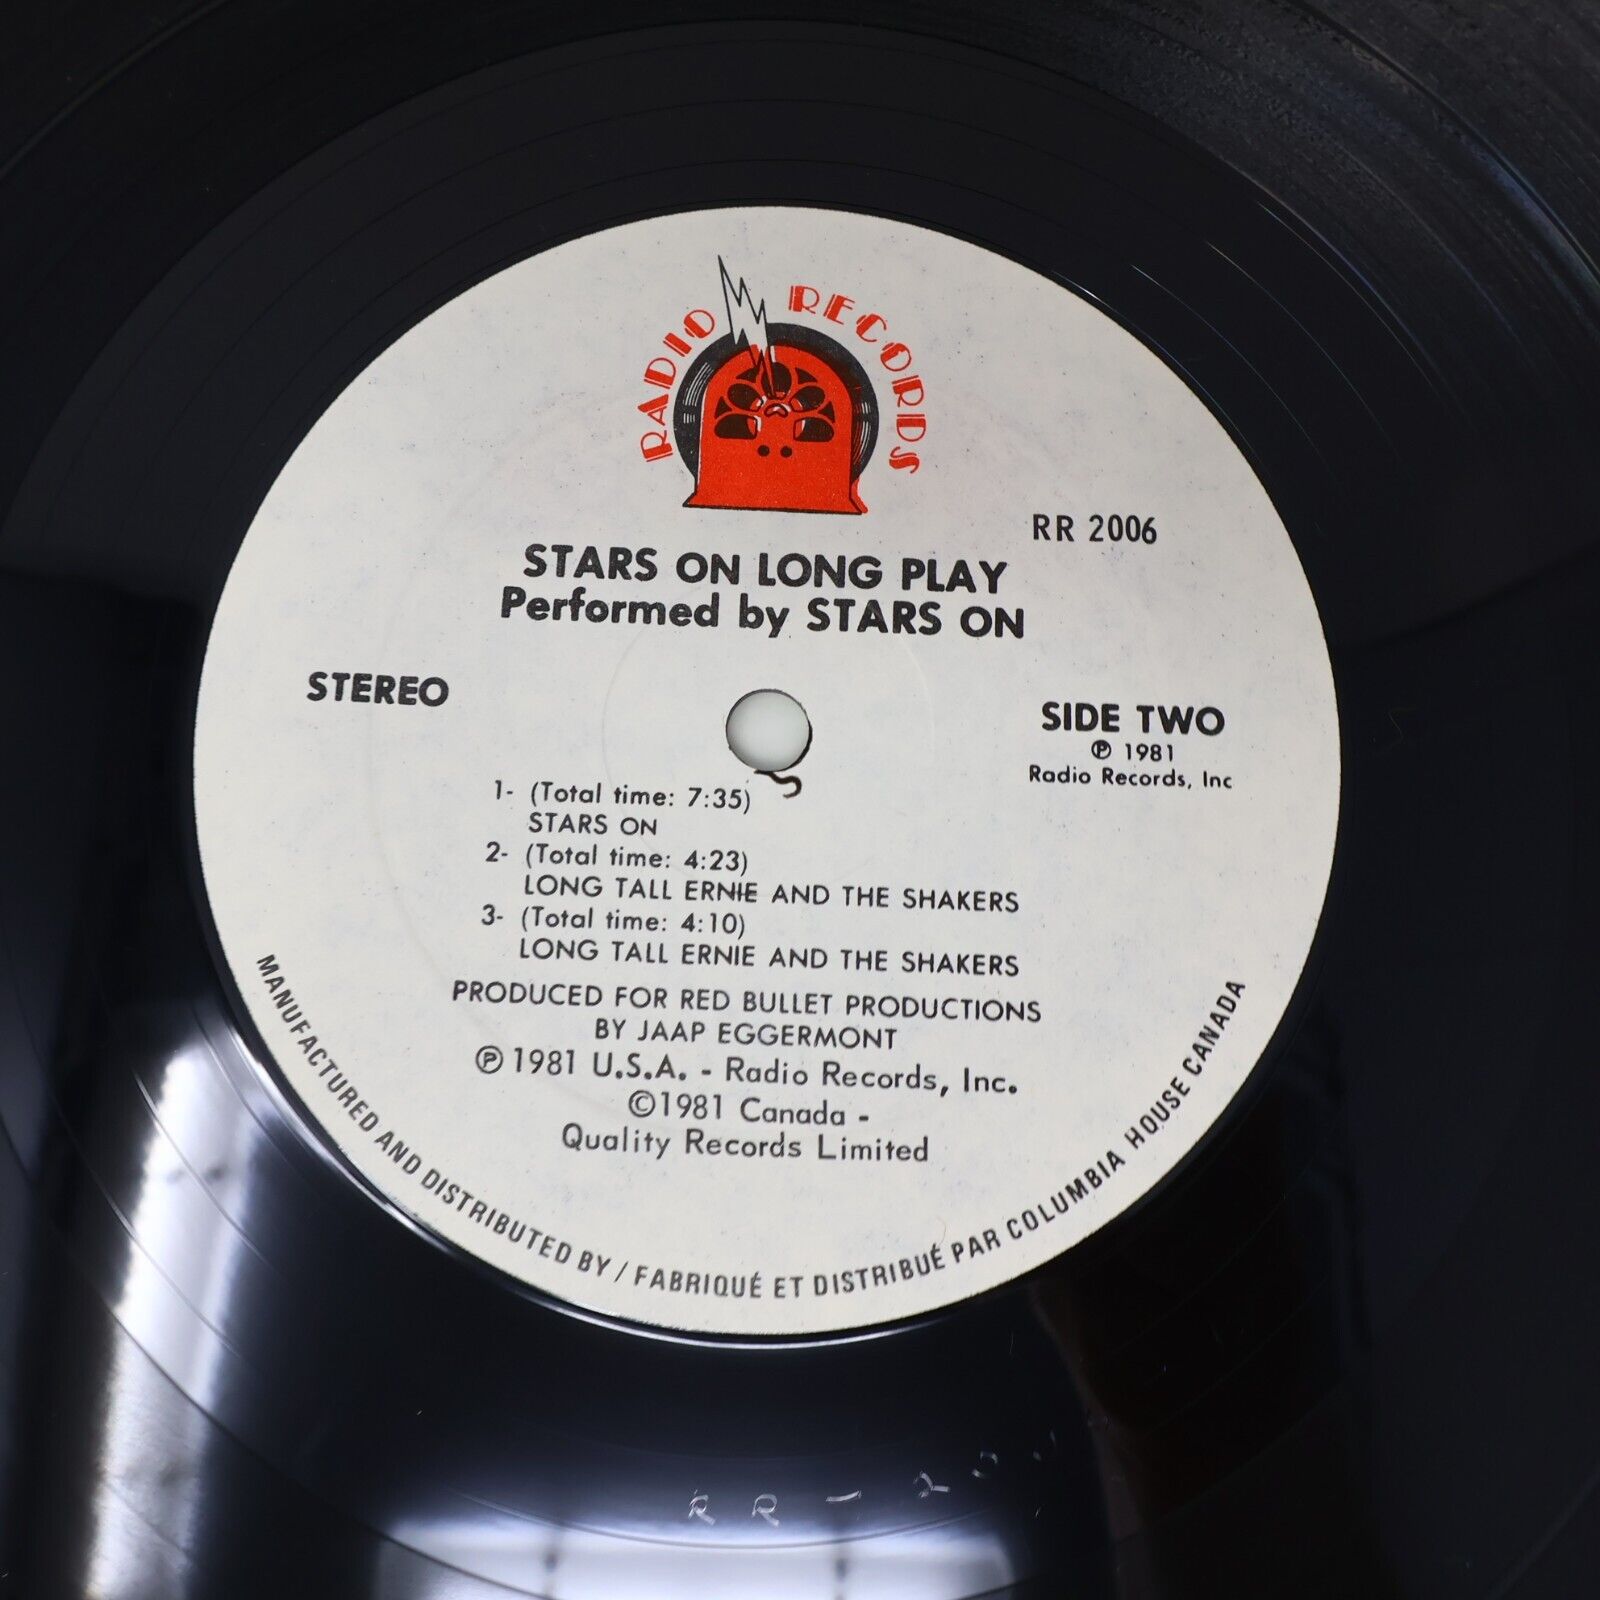 RADIO RECORDS
RR 2006
STARS ON LONG PLAY
Performed by STARS ON
STEREO
SIDE TWO
℗ 1981
Radio Records, Inc
1- (Total time: 7:35)
STARS ON
2- (Total time: 4:23)
LONG TALL ERNIE AND THE SHAKERS
3- (Total time: 4:10)
LONG TALL ERNIE AND THE SHAKERS
PRODUCED FOR RED BULLET PRODUCTIONS
BY JAAP EGGERMONT
℗1981 U.S.A. - Radio Records, Inc.
©1981 Canada -
Quality Records Limited
MANUFACTURED AND DISTRIBUTED BY / FABRIQUÉ ET DISTRIBUÉ PAR COLUMBIA HOUSE CANADA
RR-